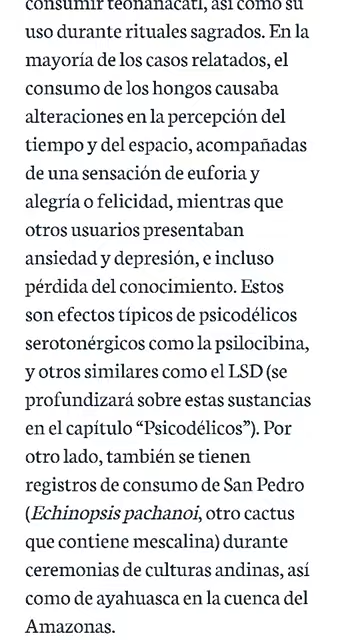 consumir teonanácatl, así como su
uso durante rituales sagrados. En la
mayoría de los casos relatados, el
consumo de los hongos causaba
alteraciones en la percepción del
tiempo y del espacio, acompañadas
de una sensación de euforia y
alegría o felicidad, mientras que
otros usuarios presentaban
ansiedad y depresión, e incluso
pérdida del conocimiento. Estos
son efectos típicos de psicodélicos
serotonérgicos como la psilocibina,
y otros similares como el LSD (se
profundizará sobre estas sustancias
en el capítulo “Psicodélicos”). Por
otro lado, también se tienen
registros de consumo de San Pedro
(Echinopsis pachanoi, otro cactus
que contiene mescalina) durante
ceremonias de culturas andinas, así
como de ayahuasca en la cuenca del
Amazonas.